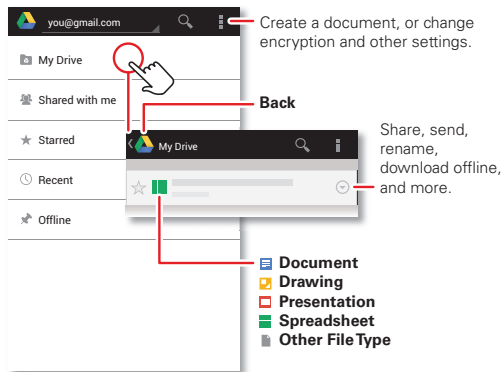 you@gmail.com
Create a document, or change
encryption and other settings.
My Drive
Shared with me
Back
Starred
My Drive
Share, send,
rename,
download offline,
and more.
Recent
Offline
Document
Drawing
Presentation
Spreadsheet
Other File Type